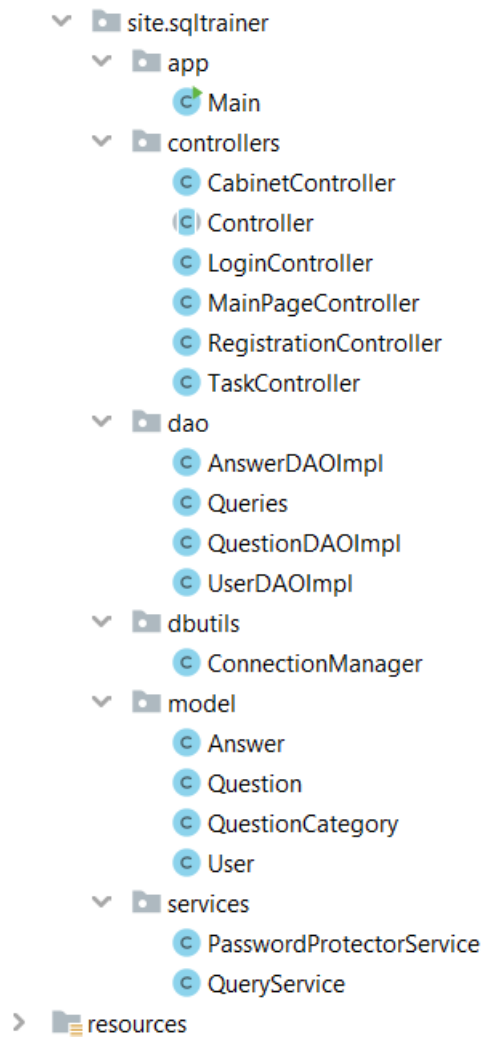 site.sqltrainer
app
C Main
controllers
C CabinetController
C Controller
C LoginController
C MainPageController
C RegistrationController
C TaskController
dao
C AnswerDAOImpl
C Queries
C QuestionDAOImpl
C UserDAOImpl
dbutils
C ConnectionManager
model
C Answer
C Question
C QuestionCategory
C User
services
C PasswordProtectorService
C QueryService
resources